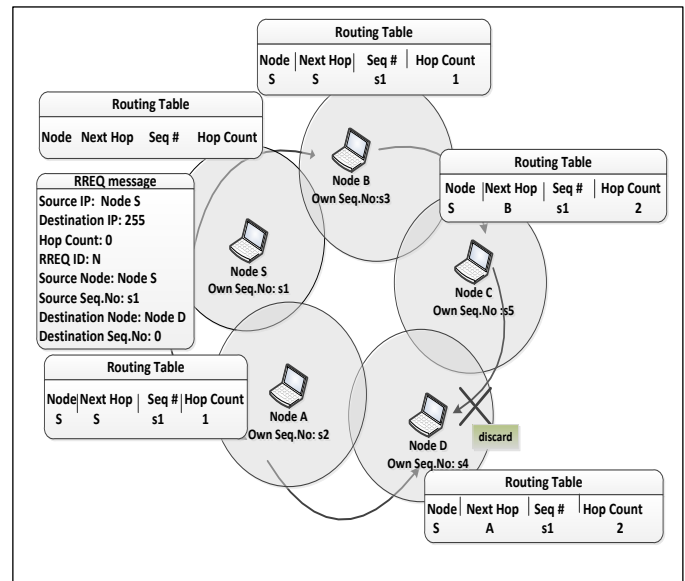 Routing Table
Node Next Hop Seq # Hop Count
S S s1 1
Routing Table
Node Next Hop Seq # Hop Count
RREQ message
Source IP: Node S
Destination IP: 255
Hop Count: 0
RREQ ID: N
Source Node: Node S
Source Seq.No: s1
Destination Node: Node D
Destination Seq.No: 0
Node B
Own Seq.No:s3
Routing Table
Node Next Hop Seq # Hop Count
S B s1 2
Node S
Own Seq.No: s1
Node C
Own Seq.No :s5
Routing Table
Node Next Hop Seq # Hop Count
S S s1 1
Node A
Own Seq.No: s2
Node D
Own Seq.No: s4
discard
Routing Table
Node Next Hop Seq # Hop Count
S A s1 2